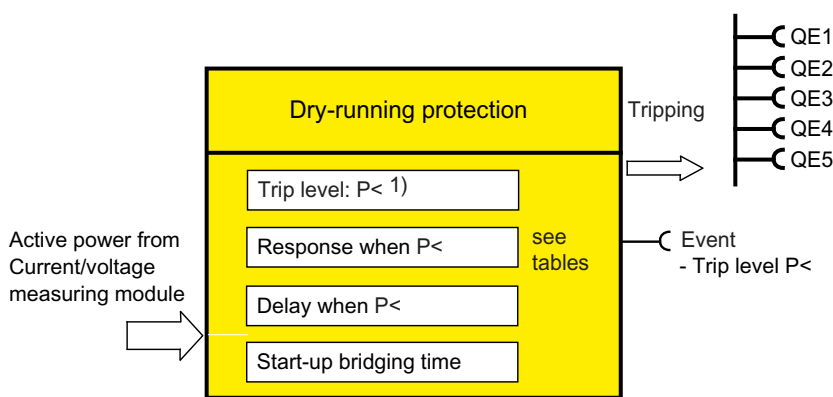 QE1
QE2
QE3
QE4
QE5
Dry-running protection
Tripping
Trip level: P< 1)
Response when P<
Delay when P<
Start-up bridging time
see
tables
Active power from
Current/voltage
measuring module
Event
- Trip level P<